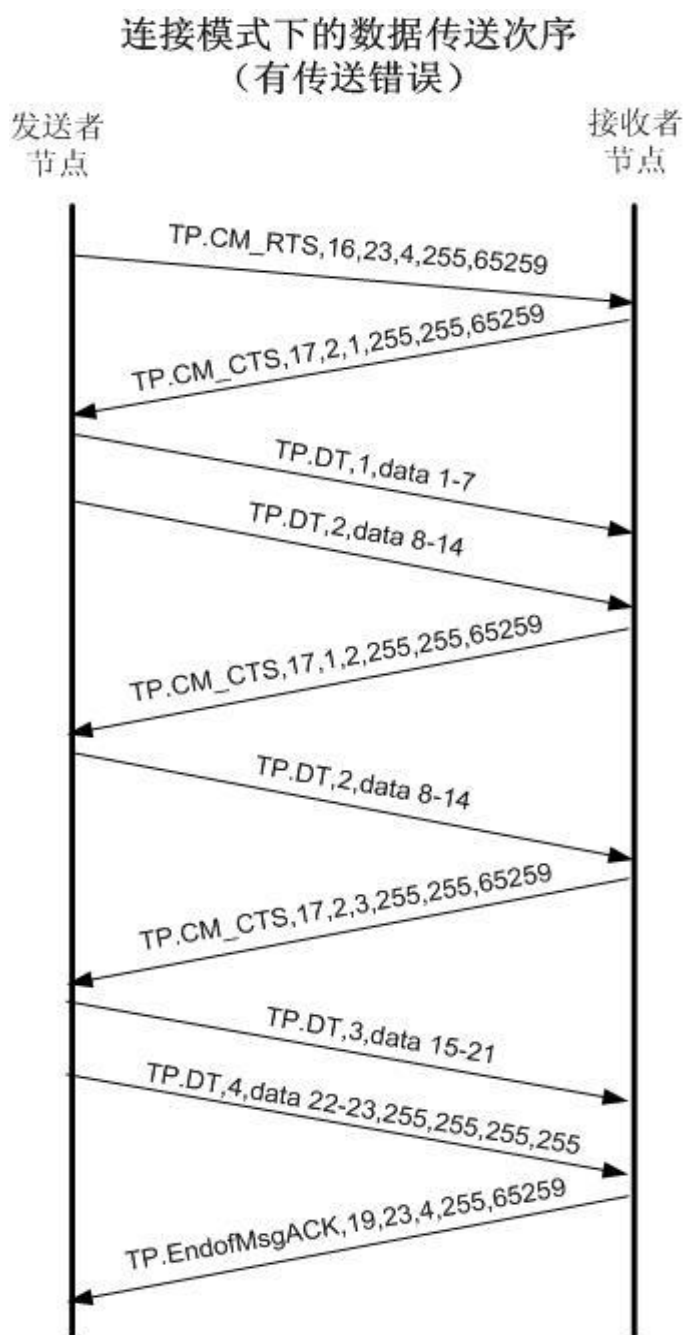 连接模式下的数据传送次序
（有传送错误）
发送者
节点
接收者
节点
TP.CM_RTS,16,23,4,255,65259
TP.CM_CTS,17,2,1,255,255,65259
TP.DT,1,data 1-7
TP.DT,2,data 8-14
TP.CM_CTS,17,1,2,255,255,65259
TP.DT,2,data 8-14
TP.CM_CTS,17,2,3,255,255,65259
TP.DT,3,data 15-21
TP.DT,4,data 22-23,255,255,255,255
TP.EndofMsgACK,19,23,4,255,65259